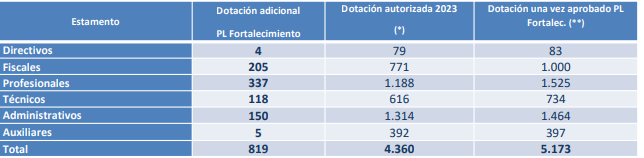 Estamento Dotación adicional PL Fortalecimiento Dotación autorizada 2023 (*) Dotación una vez aprobado PL Fortalec. (**)
Directivos 4 79 83
Fiscales 205 771 1.000
Profesionales 337 1.188 1.525
Técnicos 118 616 734
Administrativos 150 1.314 1.464
Auxiliares 5 392 397
Total 819 4.360 5.173